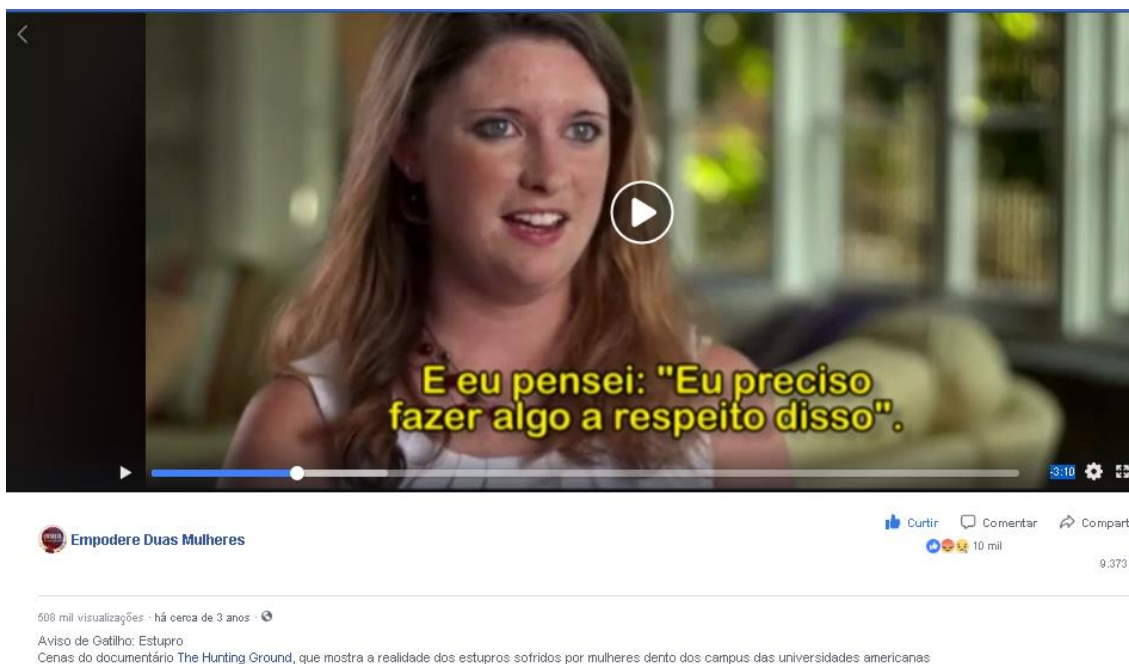 E eu pensei: "Eu preciso
fazer algo a respeito disso".
-3:10
Empodere Duas Mulheres
Curtir Comentar Compart
10 mil
9.373
508 mil visualizações · há cerca de 3 anos ·
Aviso de Gatilho: Estupro
Cenas do documentário The Hunting Ground, que mostra a realidade dos estupros sofridos por mulheres dento dos campus das universidades americanas